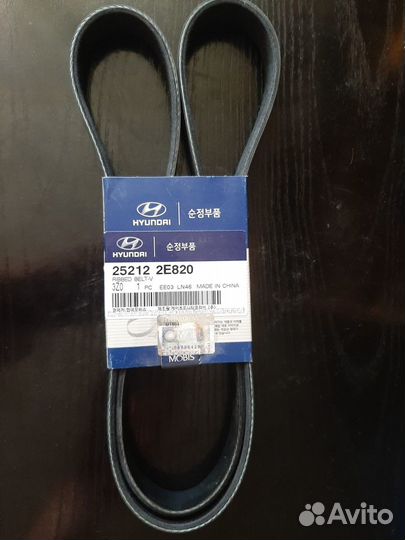 HYUNDAI
순정부품
HYUNDAI
순정부품
25212 2E820
RIBBED BELT-V
3Z0 1 PC EE03 LN46 MADE IN CHINA
MOBIS
Avito